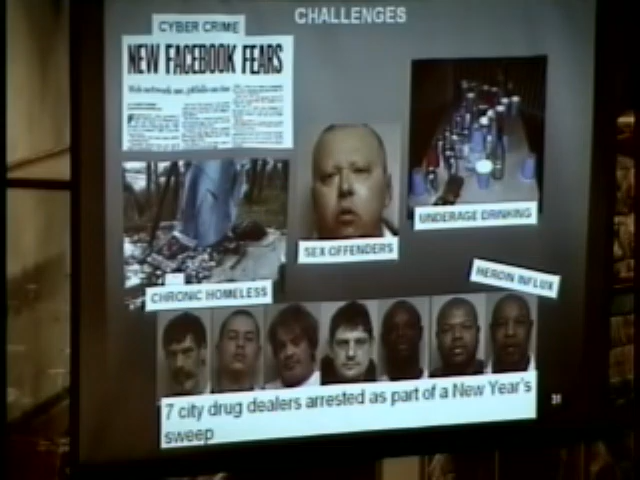 CHALLENGES
CYBER CRIME
NEW FACEBOOK FEARS
UNDERAGE DRINKING
SEX OFFENDERS
HEROIN INFLUX
CHRONIC HOMELESS
7 city drug dealers arrested as part of a New Year's
sweep
31